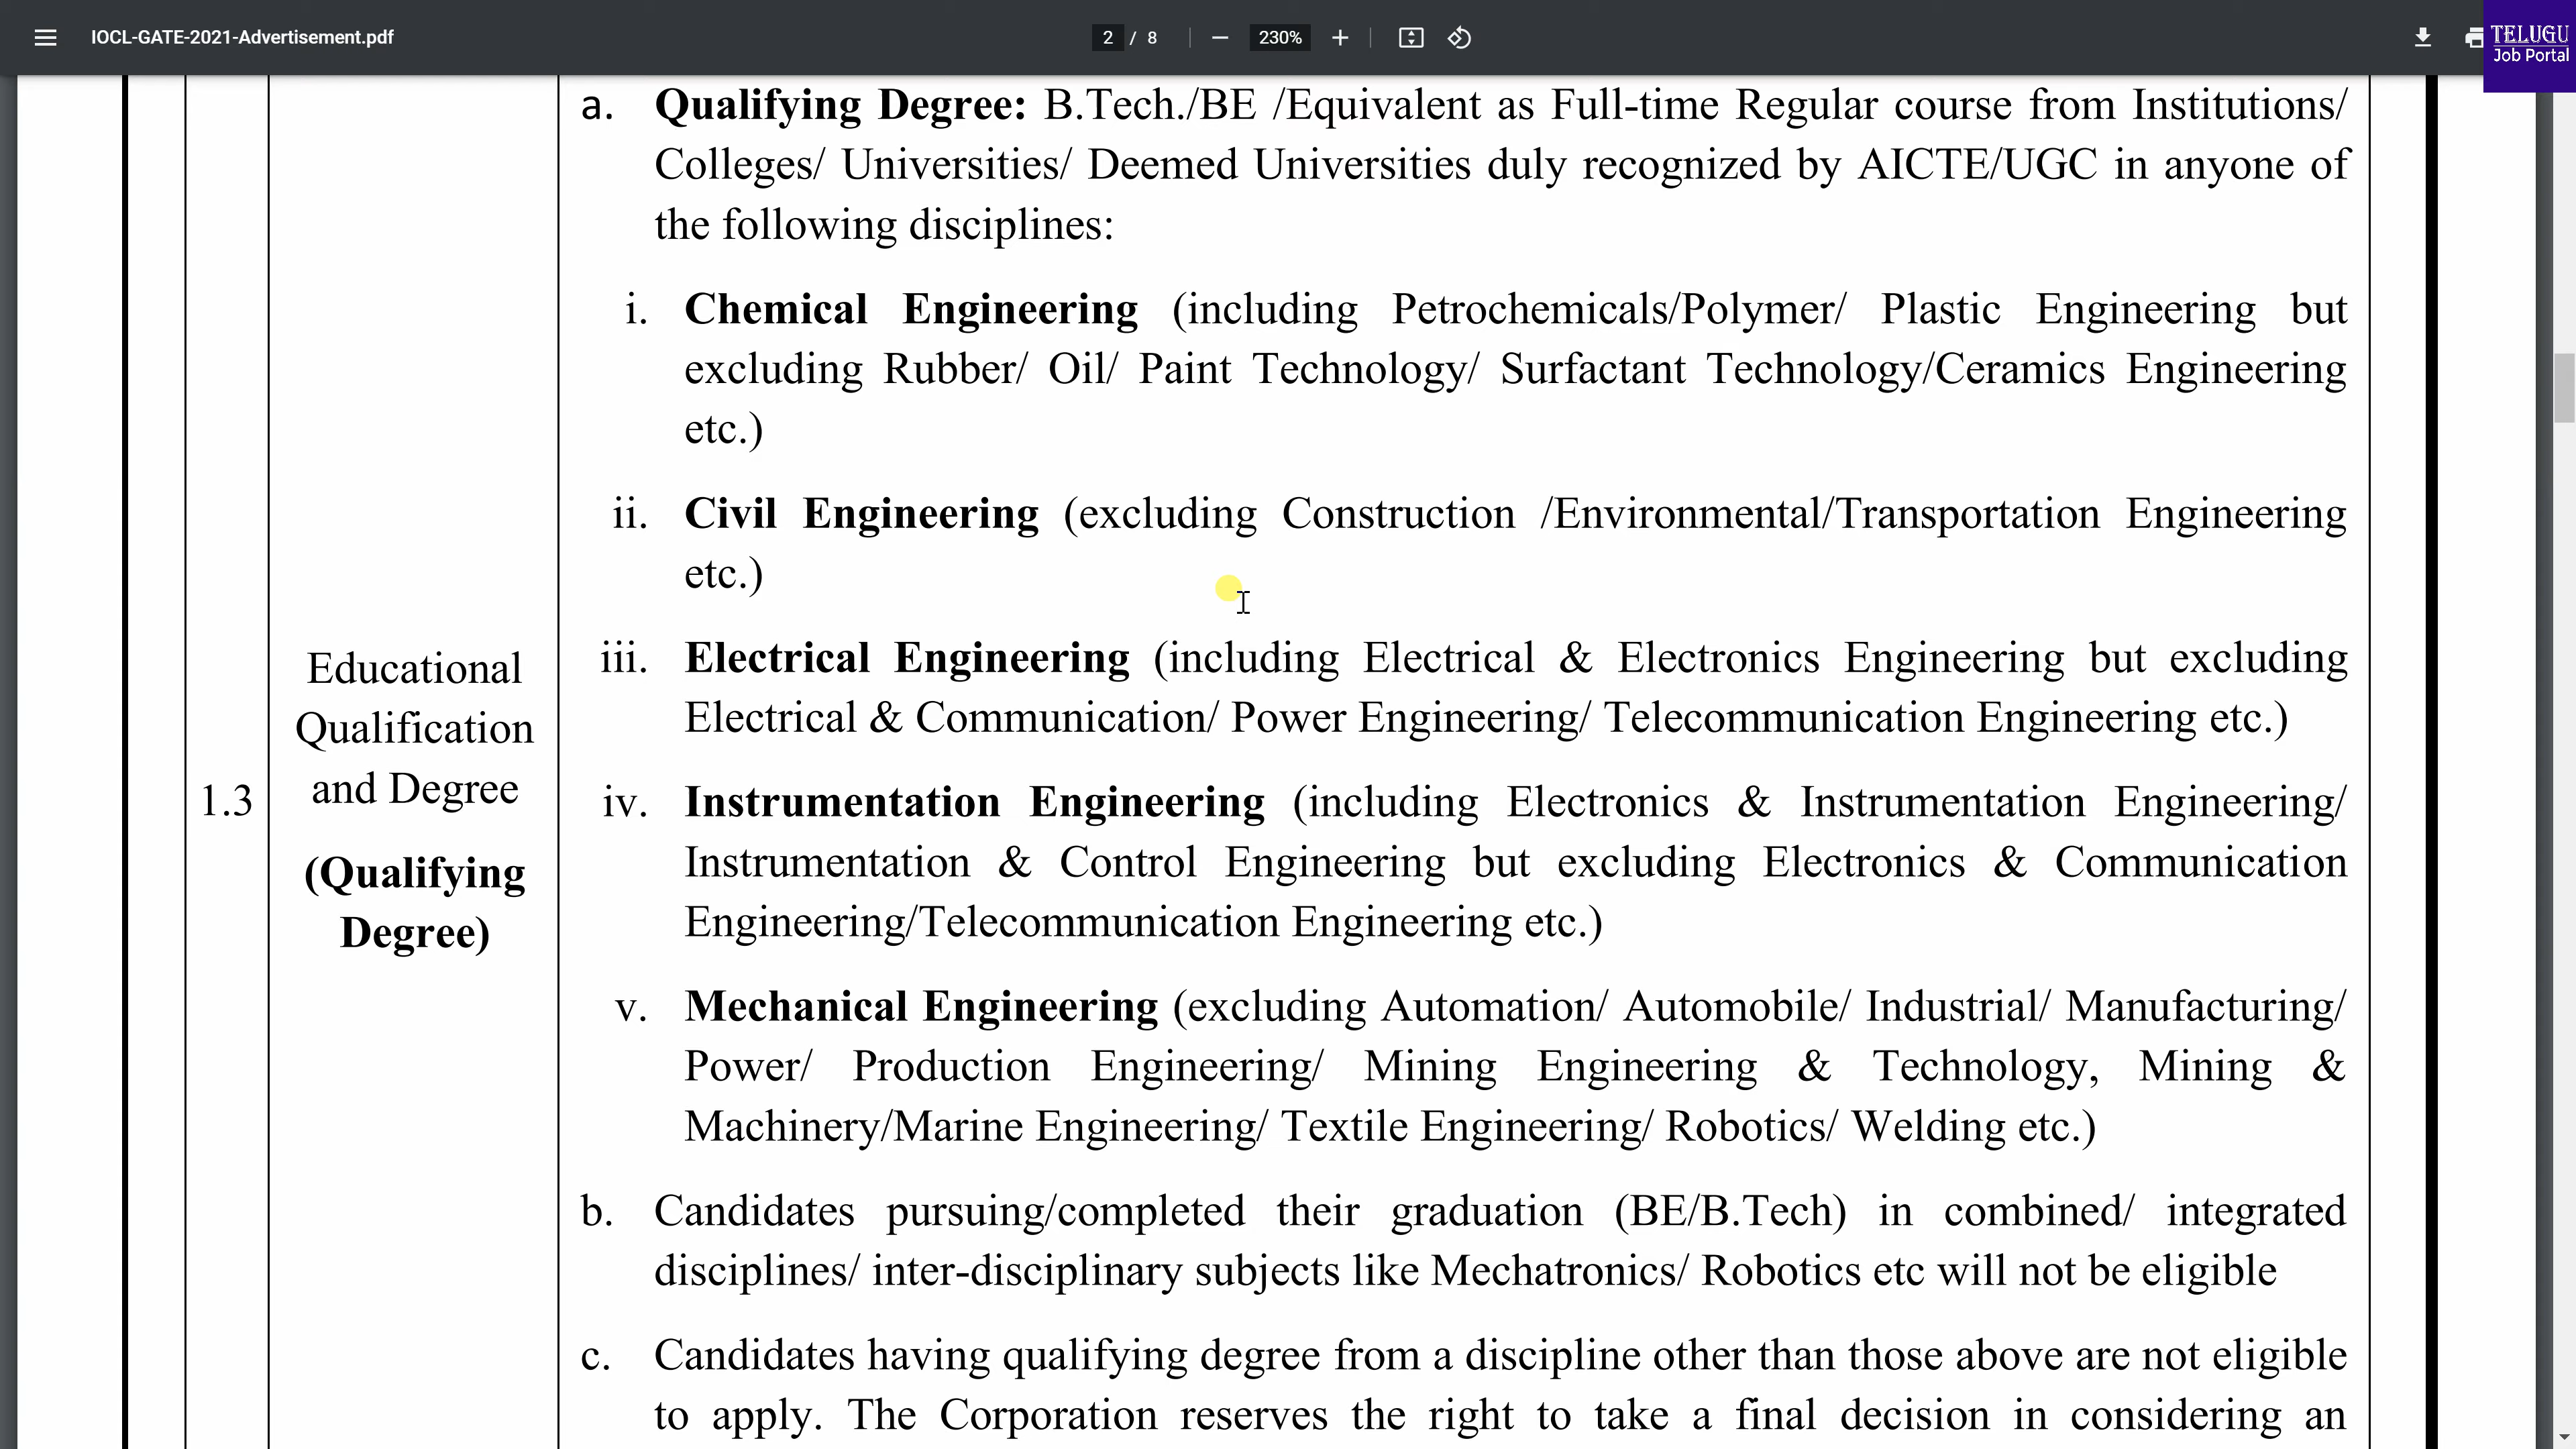 IOCL-GATE-2021-Advertisement.pdf
2 / 8
230%
TELUGU
Job Portal
a. Qualifying Degree: B.Tech./BE /Equivalent as Full-time Regular course from Institutions/
Colleges/ Universities/ Deemed Universities duly recognized by AICTE/UGC in anyone of
the following disciplines:
i. Chemical Engineering (including Petrochemicals/Polymer/ Plastic Engineering but
excluding Rubber/ Oil/ Paint Technology/ Surfactant Technology/Ceramics Engineering
etc.)
ii. Civil Engineering (excluding Construction /Environmental/Transportation Engineering
etc.)
iii. Electrical Engineering (including Electrical & Electronics Engineering but excluding
Electrical & Communication/ Power Engineering/ Telecommunication Engineering etc.)
1.3
Educational
Qualification
and Degree
(Qualifying
Degree)
iv. Instrumentation Engineering (including Electronics & Instrumentation Engineering/
Instrumentation & Control Engineering but excluding Electronics & Communication
Engineering/Telecommunication Engineering etc.)
v. Mechanical Engineering (excluding Automation/ Automobile/ Industrial/ Manufacturing/
Power/ Production Engineering/ Mining Engineering & Technology, Mining &
Machinery/Marine Engineering/ Textile Engineering/ Robotics/ Welding etc.)
b. Candidates pursuing/completed their graduation (BE/B.Tech) in combined/ integrated
disciplines/ inter-disciplinary subjects like Mechatronics/ Robotics etc will not be eligible
c. Candidates having qualifying degree from a discipline other than those above are not eligible
to apply. The Corporation reserves the right to take a final decision in considering an